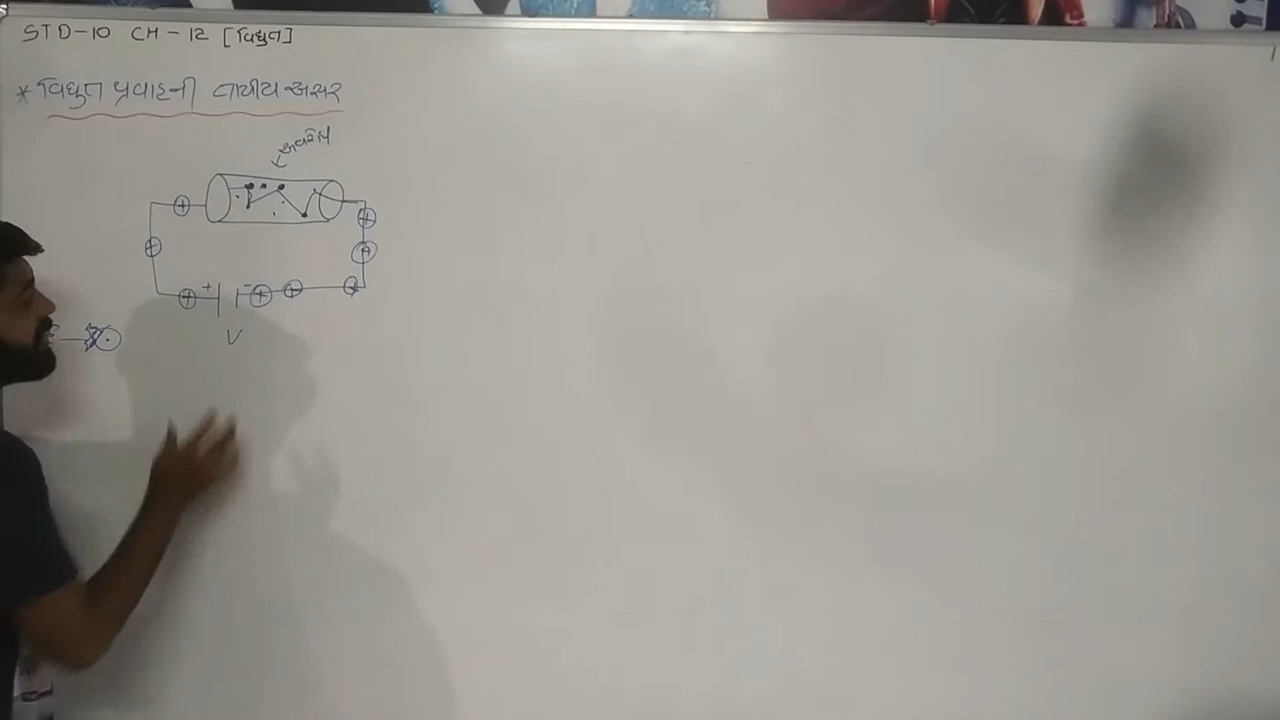 STD-10 CH-12 [વિદ્યુત]
* વિદ્યુત પ્રવાહની તાપીય અસર
અવરોધ
+ -
A
V